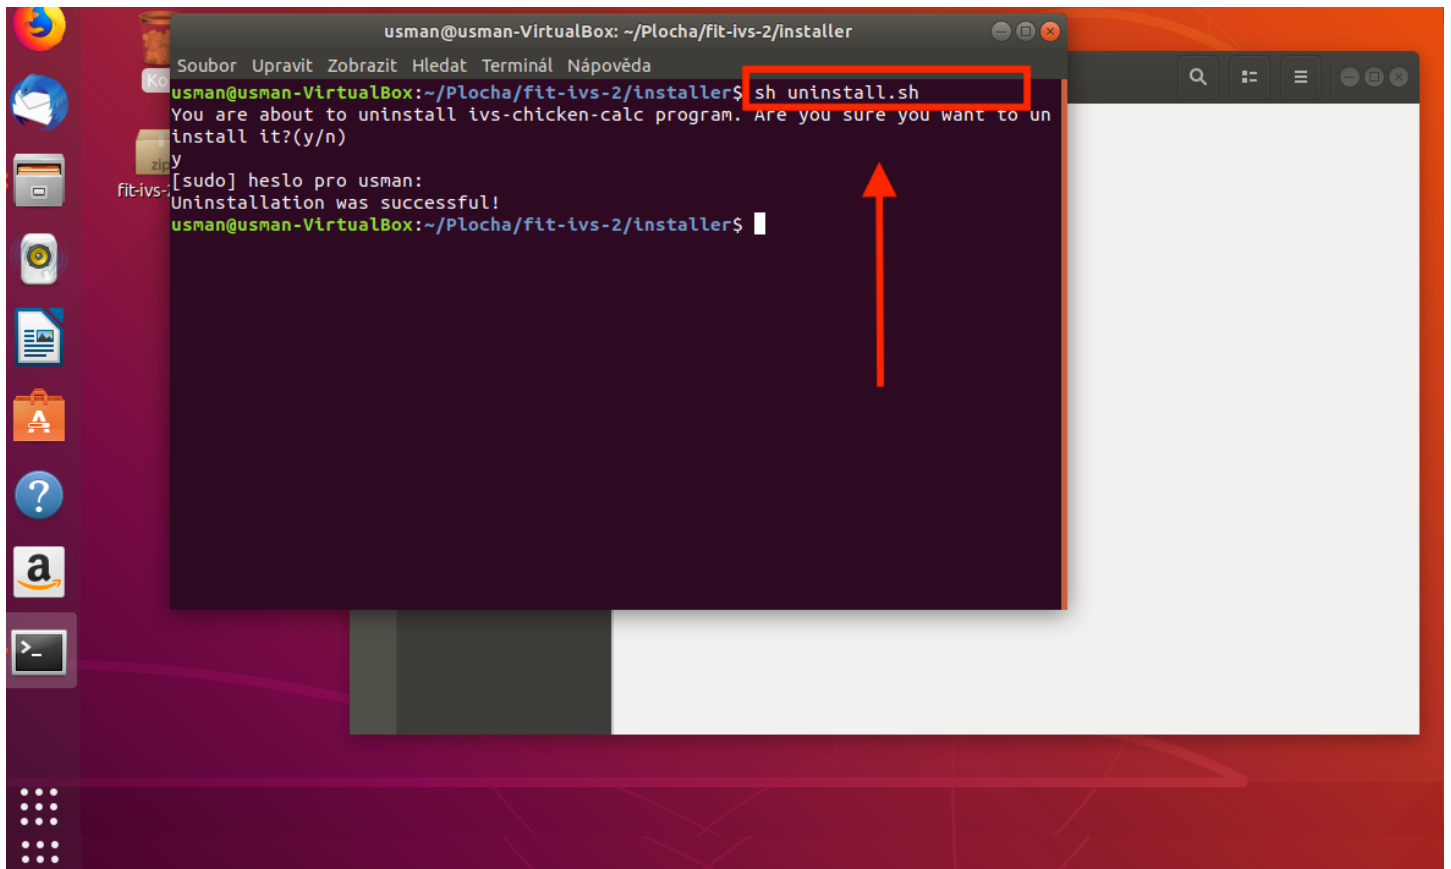 usman@usman-VirtualBox: ~/Plocha/fit-ivs-2/installer
Soubor Upravit Zobrazit Hledat Terminál Nápověda
usman@usman-VirtualBox:~/Plocha/fit-ivs-2/installer$ sh uninstall.sh
You are about to uninstall ivs-chicken-calc program. Are you sure you want to un
install it?(y/n)
y
[sudo] heslo pro usman:
Uninstallation was successful!
usman@usman-VirtualBox:~/Plocha/fit-ivs-2/installer$
Ko
zip
fit-ivs-